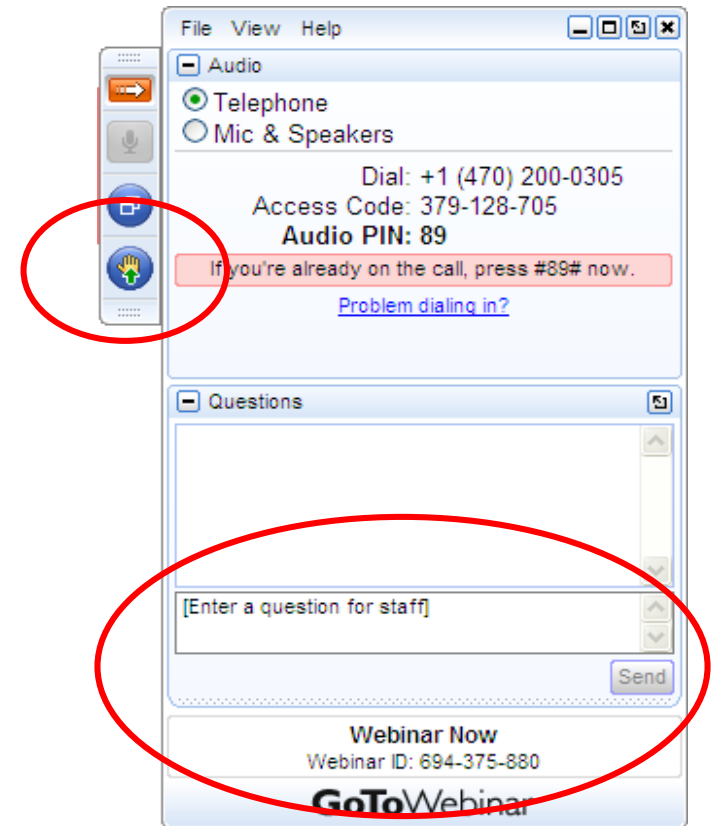 File View Help
Audio
Telephone
Mic & Speakers
Dial: +1 (470) 200-0305
Access Code: 379-128-705
Audio PIN: 89
If you're already on the call, press #89# now.
Problem dialing in?
Questions
[Enter a question for staff]
Send
Webinar Now
Webinar ID: 694-375-880
GoToWebinar